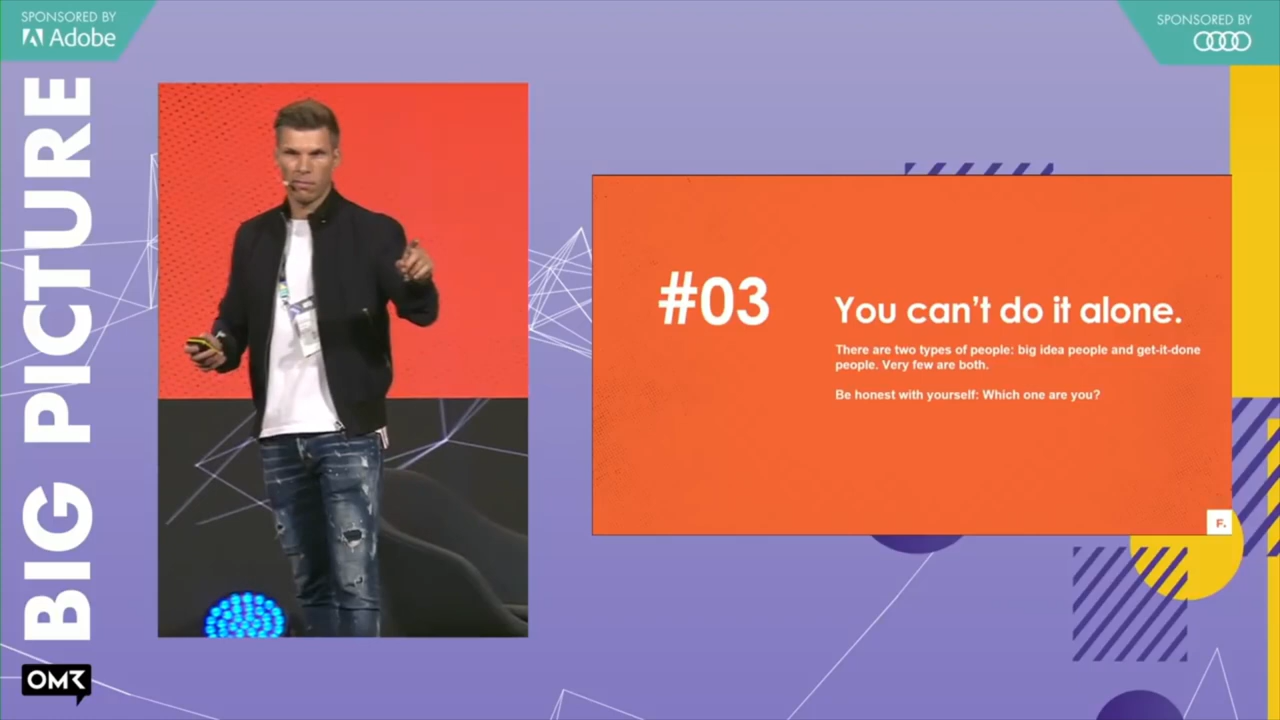 SPONSORED BY
Adobe
SPONSORED BY
BIG PICTURE
#03
You can't do it alone.
There are two types of people: big idea people and get-it-done
people. Very few are both.
Be honest with yourself: Which one are you?
F.
OMR